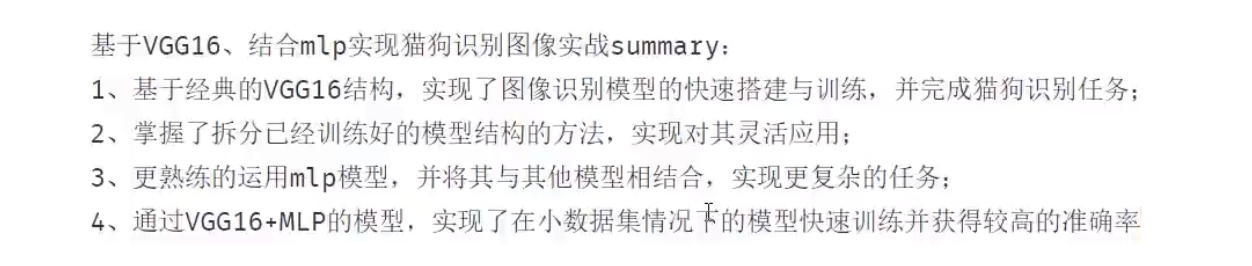 基于VGG16、结合mlp实现猫狗识别图像实战summary：
1、基于经典的VGG16结构，实现了图像识别模型的快速搭建与训练，并完成猫狗识别任务；
2、掌握了拆分已经训练好的模型结构的方法，实现对其灵活应用；
3、更熟练的运用mlp模型，并将其与其他模型相结合，实现更复杂的任务；
4、通过VGG16+MLP的模型，实现了在小数据集情况下的模型快速训练并获得较高的准确率